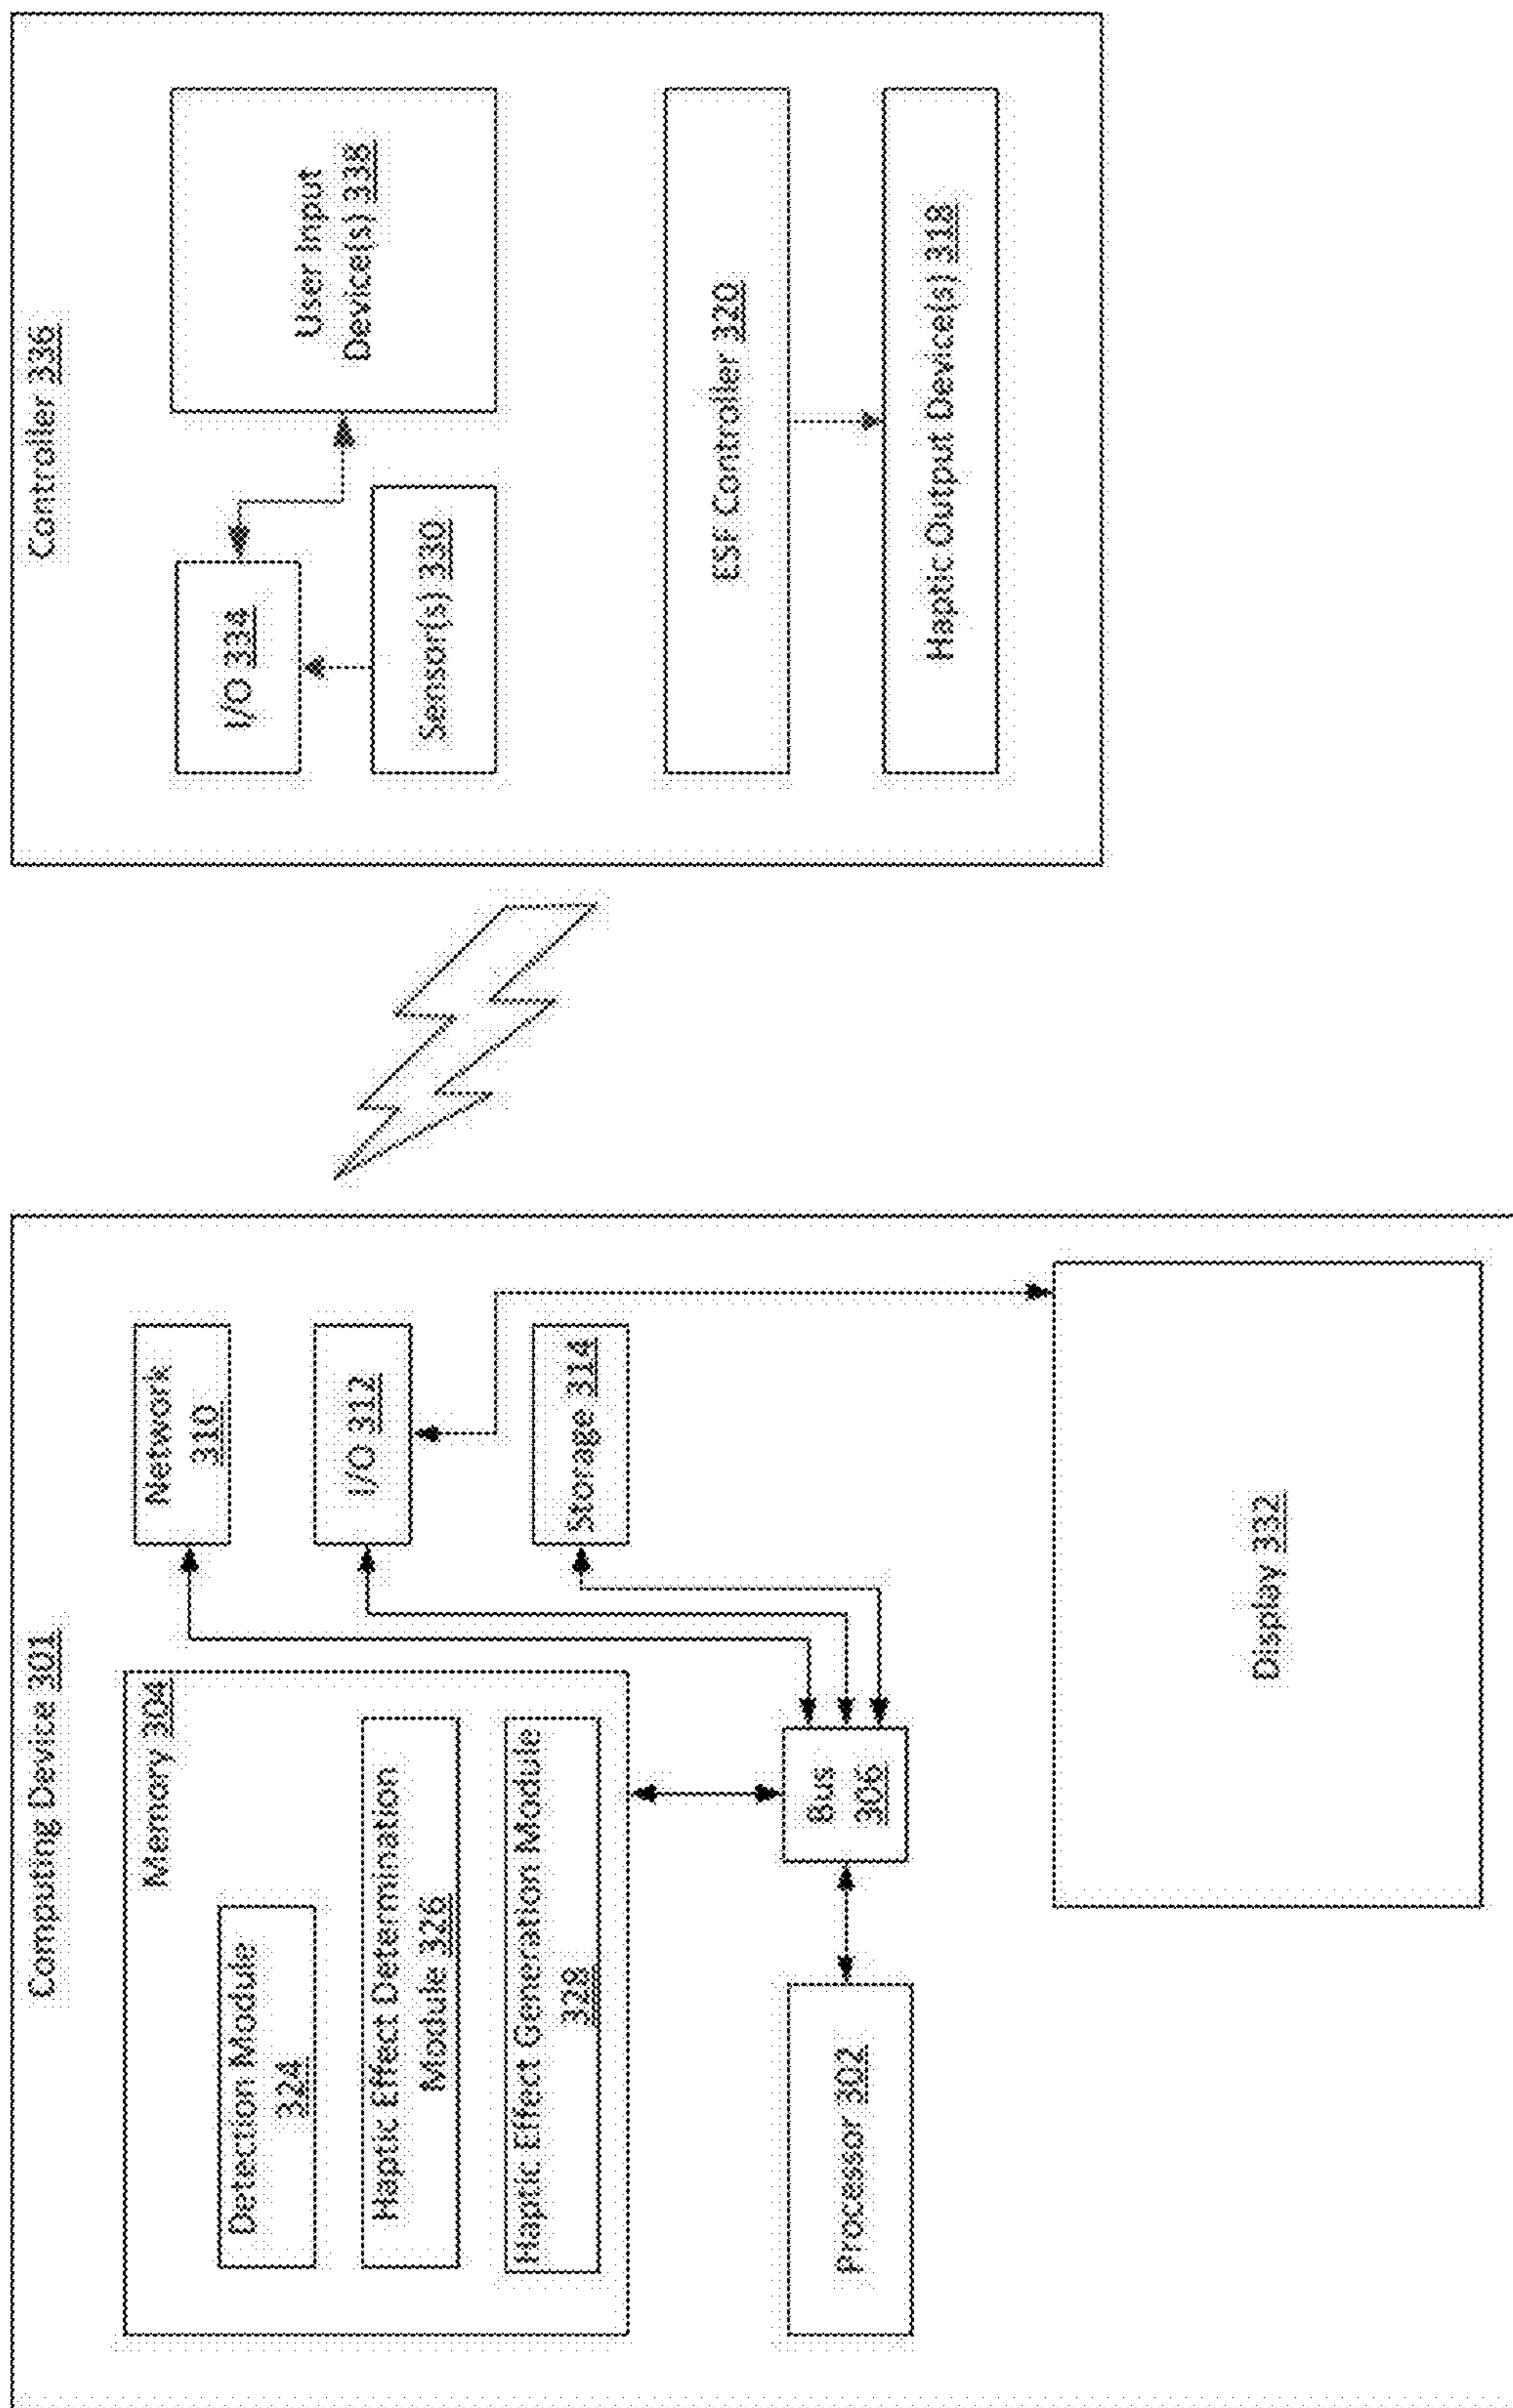 Computing Device 301
Memory 304
Detection Module
324
Haptic Effect Determination
Module 326
Haptic Effect Generation Module
328
Network
310
I/O 312
Storage 314
Bus
306
Processor 302
Display 332
Controller 336
I/O 334
User Input
Device(s) 338
Sensor(s) 330
ESF Controller 320
Haptic Output Device(s) 318